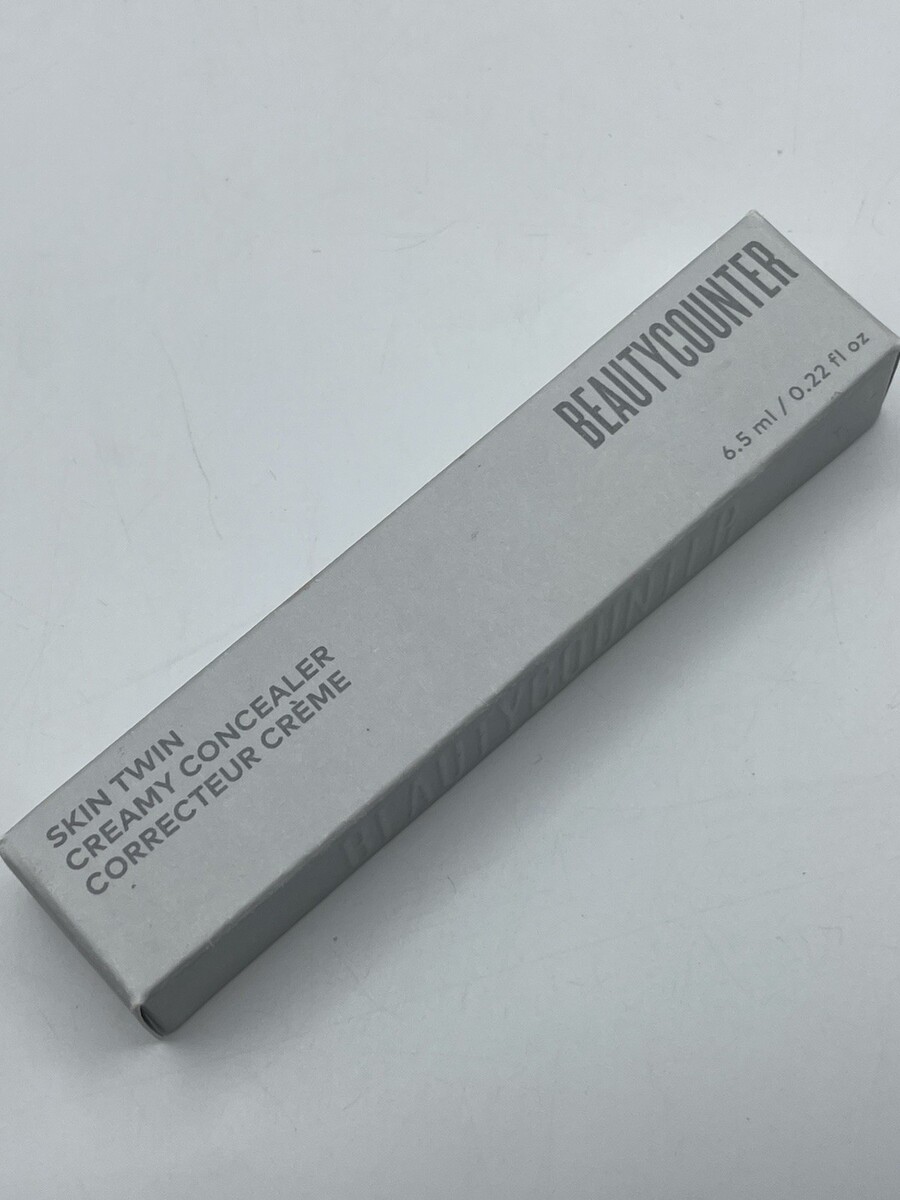 BEAUTYCOUNTER
6.5 ml / 0.22 fl oz
SKIN TWIN
CREAMY CONCEALER
CORRECTEUR CRÈME
BEAUTYCOUNTER